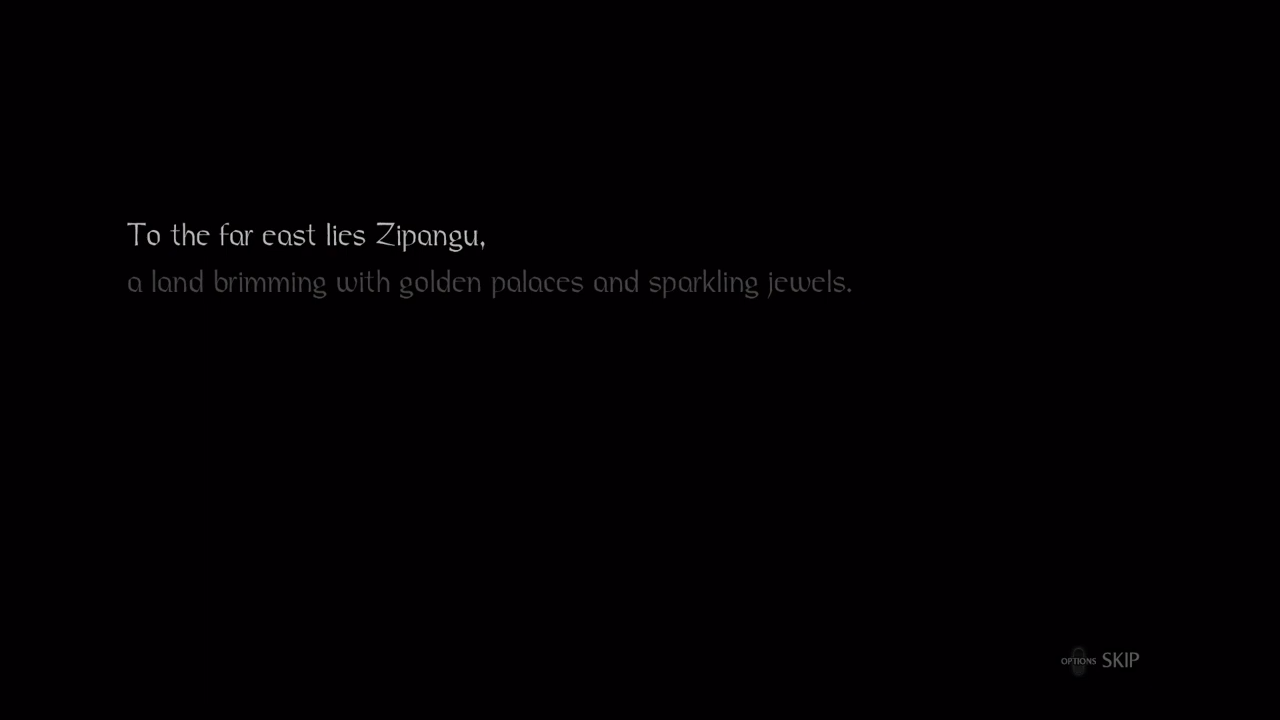 To the far east lies Zipangu,
a land brimming with golden palaces and sparkling jewels.
OPTIONS SKIP